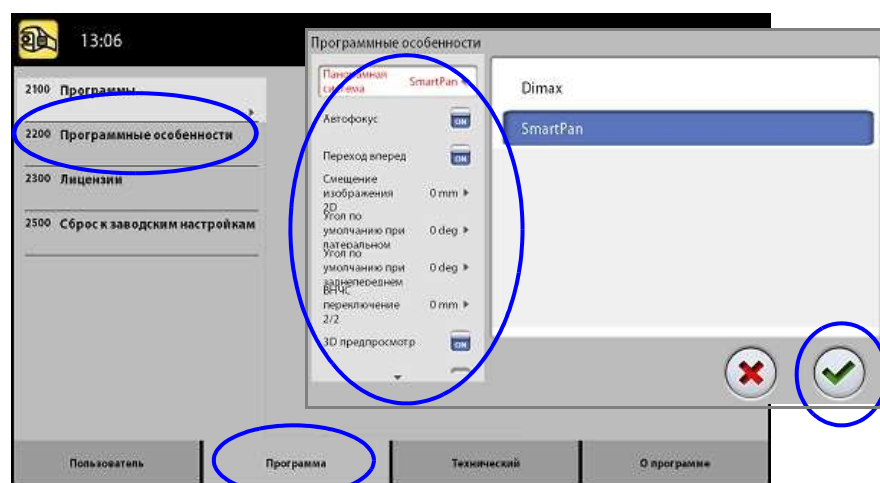 13:06
2100 Программы
2200 Программные особенности
2300 Лицензии
2500 Сброс к заводским настройкам
Программные особенности
Панорамная
система
SmartPan
Автофокус
ON
Переход вперед
ON
Смещение
изображения
2D
0 mm
Угол по
умолчанию при
латеральном
0 deg
Угол по
умолчанию при
заднепереднем
0 deg
ВНЧС
переключение
2/2
0 mm
3D предпросмотр
ON
Dimax
SmartPan
Пользователь
Программа
Технический
О программе